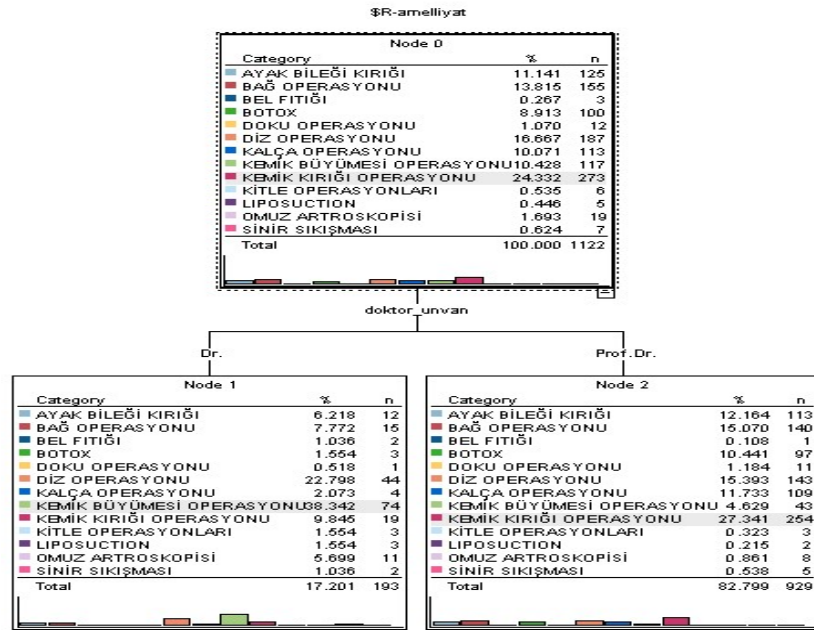 $R-amelliyat
Node 0
Category % n
AYAK BİLEĞİ KIRIĞI 11.141 125
BAĞ OPERASYONU 13.815 155
BEL FITIĞI 0.267 3
BOTOX 8.913 100
DOKU OPERASYONU 1.070 12
DİZ OPERASYONU 16.667 187
KALÇA OPERASYONU 10.071 113
KEMİK BÜYÜMESİ OPERASYONU 10.428 117
KEMİK KIRIĞI OPERASYONU 24.332 273
KİTLE OPERASYONLARI 0.535 6
LIPOSUCTION 0.446 5
OMUZ ARTROSKOPİSİ 1.693 19
SİNİR SIKIŞMASI 0.624 7
Total 100.000 1122
doktor_unvan
Dr.
Prof.Dr.
Node 1
Category % n
AYAK BİLEĞİ KIRIĞI 6.218 12
BAĞ OPERASYONU 7.772 15
BEL FITIĞI 1.036 2
BOTOX 1.554 3
DOKU OPERASYONU 0.518 1
DİZ OPERASYONU 22.798 44
KALÇA OPERASYONU 2.073 4
KEMİK BÜYÜMESİ OPERASYONU 38.342 74
KEMİK KIRIĞI OPERASYONU 9.845 19
KİTLE OPERASYONLARI 1.554 3
LIPOSUCTION 1.554 3
OMUZ ARTROSKOPİSİ 5.699 11
SİNİR SIKIŞMASI 1.036 2
Total 17.201 193
Node 2
Category % n
AYAK BİLEĞİ KIRIĞI 12.164 113
BAĞ OPERASYONU 15.070 140
BEL FITIĞI 0.108 1
BOTOX 10.441 97
DOKU OPERASYONU 1.184 11
DİZ OPERASYONU 15.393 143
KALÇA OPERASYONU 11.733 109
KEMİK BÜYÜMESİ OPERASYONU 4.629 43
KEMİK KIRIĞI OPERASYONU 27.341 254
KİTLE OPERASYONLARI 0.323 3
LIPOSUCTION 0.215 2
OMUZ ARTROSKOPİSİ 0.861 8
SİNİR SIKIŞMASI 0.538 5
Total 82.799 929